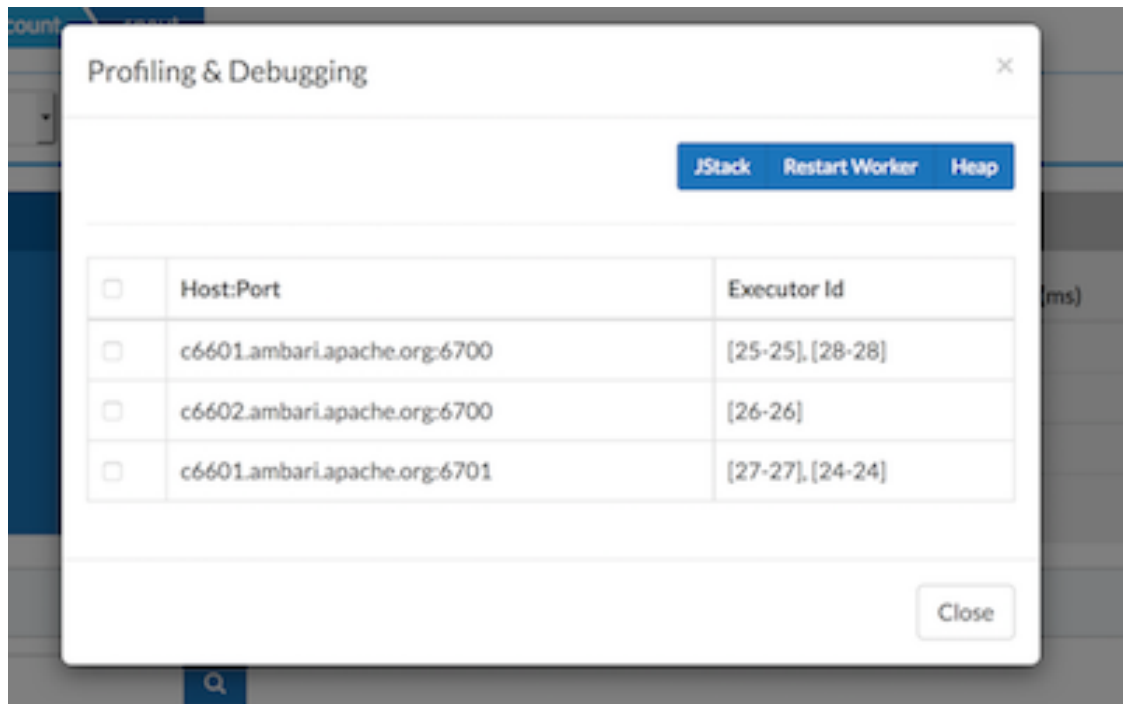 Profiling & Debugging ×
JStack Restart Worker Heap
Host:Port Executor Id
(ms)
c6601.ambari.apache.org:6700 [25-25], [28-28]
c6602.ambari.apache.org:6700 [26-26]
c6601.ambari.apache.org:6701 [27-27], [24-24]
Close